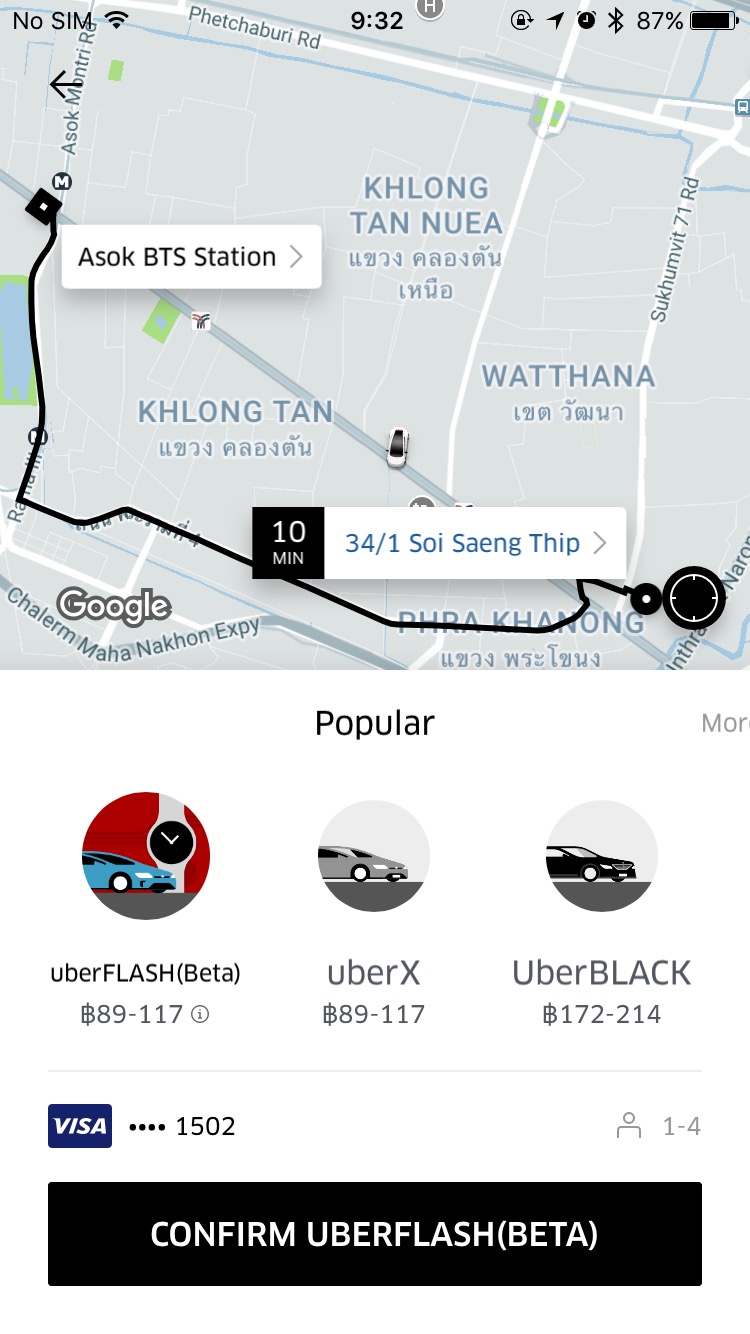 No SIM 9:32 87%
H
Phetchaburi Rd
Asok Montri Rd
M
KHLONG
TAN NUEA
แขวง คลองตัน
เหนือ
Sukhumvit 71 Rd
Asok BTS Station
WATTHANA
เขต วัฒนา
KHLONG TAN
แขวง คลองตัน
10
MIN
34/1 Soi Saeng Thip
Google
Chalerm Maha Nakhon Expy
PHRA KHANONG
แขวง พระโขนง
Popular
More
uberFLASH(Beta)
uberX
UberBLACK
฿89-117
฿89-117
฿172-214
VISA •••• 1502
1-4
CONFIRM UBERFLASH(BETA)